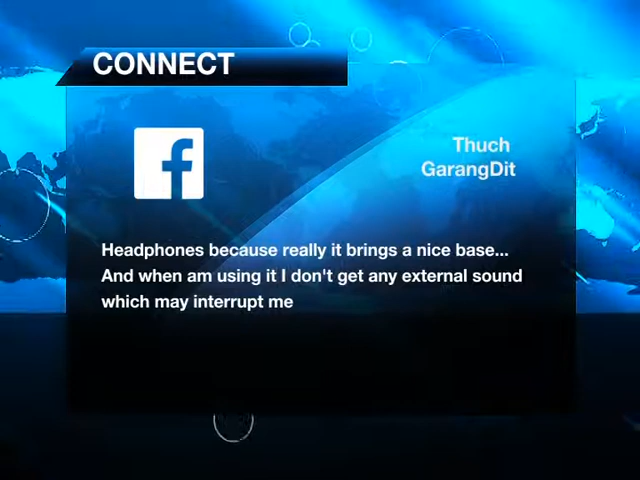 CONNECT
Thuch
GarangDit
Headphones because really it brings a nice base...
And when am using it I don't get any external sound
which may interrupt me